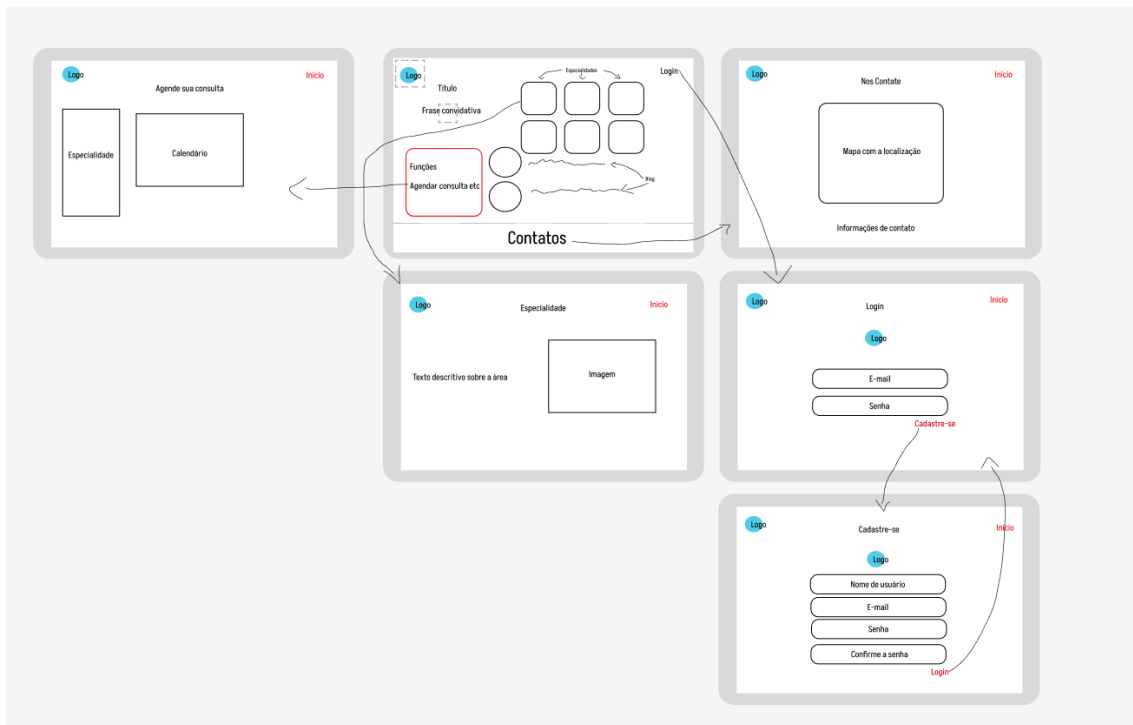 Logo
Início
Agende sua consulta
Especialidade
Calendário
Logo
Especialidades
Login
Título
Frase convidativa
Funções
Agendar consulta etc
Blog
Contatos
Logo
Início
Nos Contate
Mapa com a localização
Informações de contato
Logo
Especialidade
Início
Texto descritivo sobre a área
Imagem
Logo
Login
Início
Logo
E-mail
Senha
Cadastre-se
Logo
Cadastre-se
Início
Logo
Nome de usuário
E-mail
Senha
Confirme a senha
Login